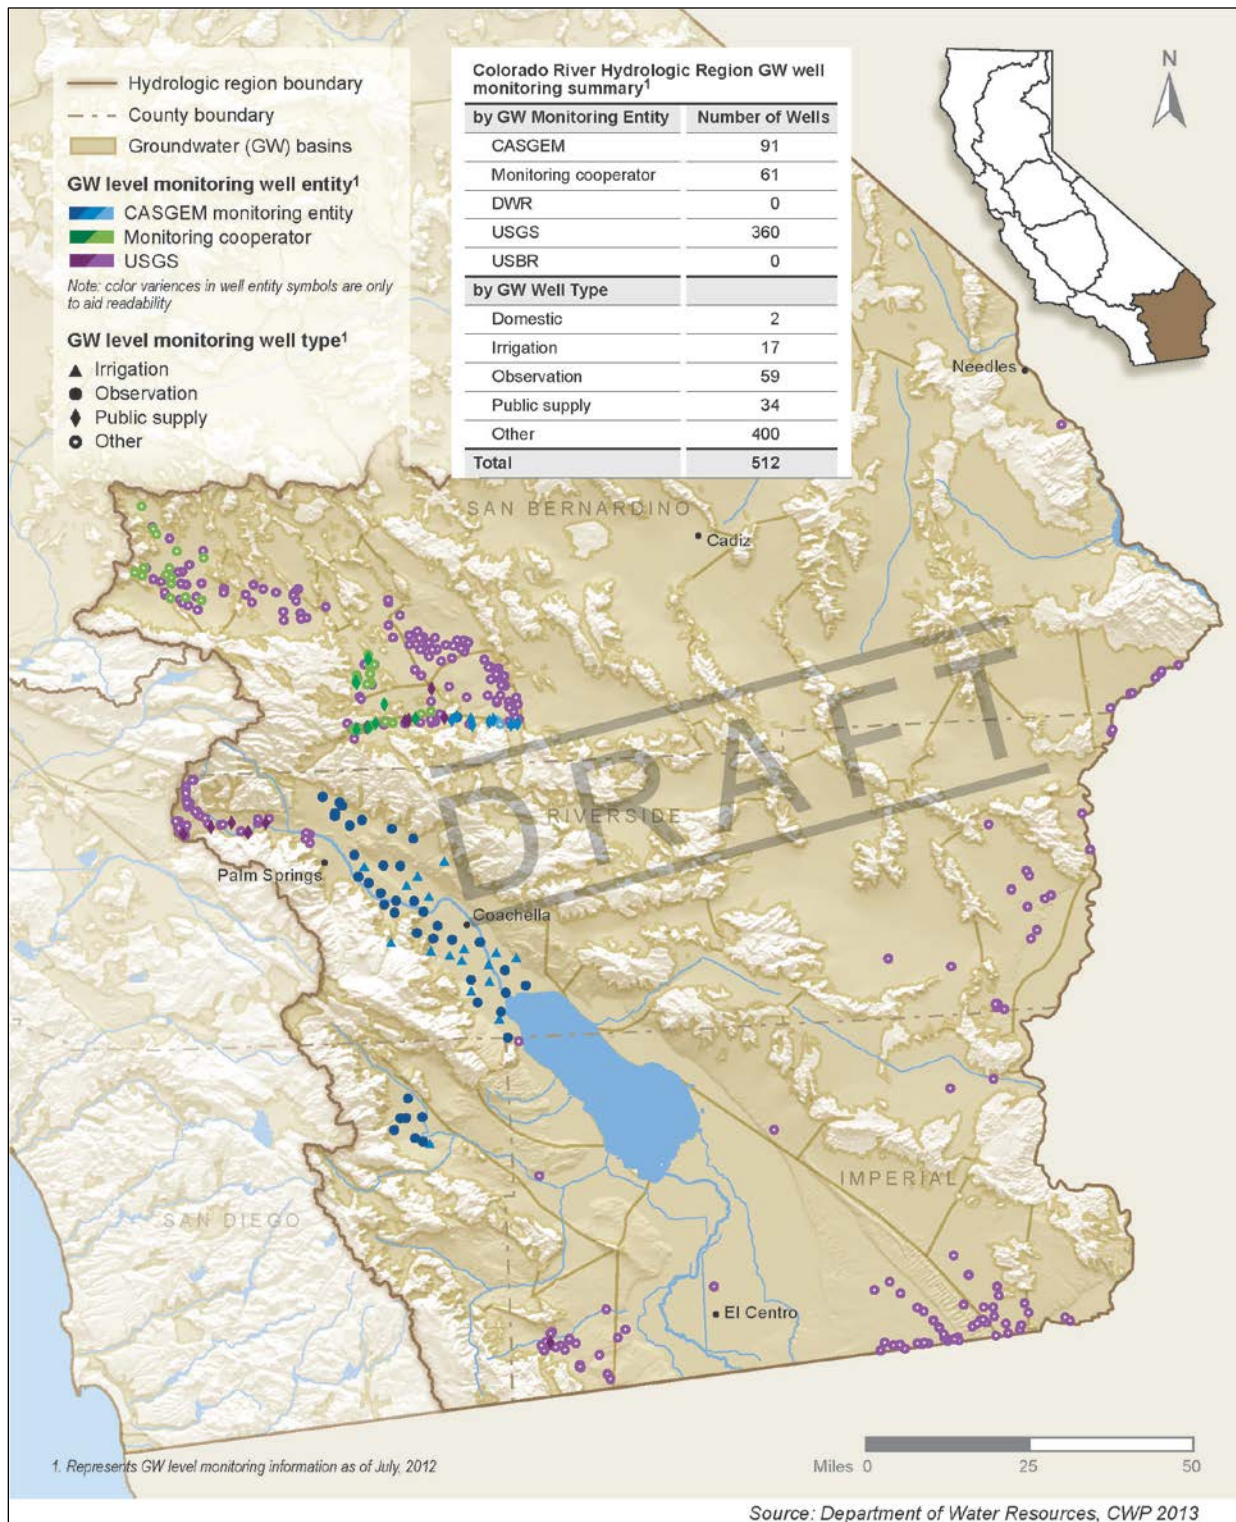 Hydrologic region boundary
County boundary
Groundwater (GW) basins
GW level monitoring well entity1
CASGEM monitoring entity
Monitoring cooperator
USGS
Note: color variances in well entity symbols are only
to aid readability
GW level monitoring well type1
Irrigation
Observation
Public supply
Other
Colorado River Hydrologic Region GW well
monitoring summary1
by GW Monitoring Entity Number of Wells
CASGEM 91
Monitoring cooperator 61
DWR 0
USGS 360
USBR 0
by GW Well Type
Domestic 2
Irrigation 17
Observation 59
Public supply 34
Other 400
Total 512
N
Needles
SAN BERNARDINO
Cadiz
DRAFT
RIVERSIDE
Palm Springs
Coachella
IMPERIAL
SAN DIEGO
El Centro
1. Represents GW level monitoring information as of July, 2012
Miles 0 25 50
Source: Department of Water Resources, CWP 2013